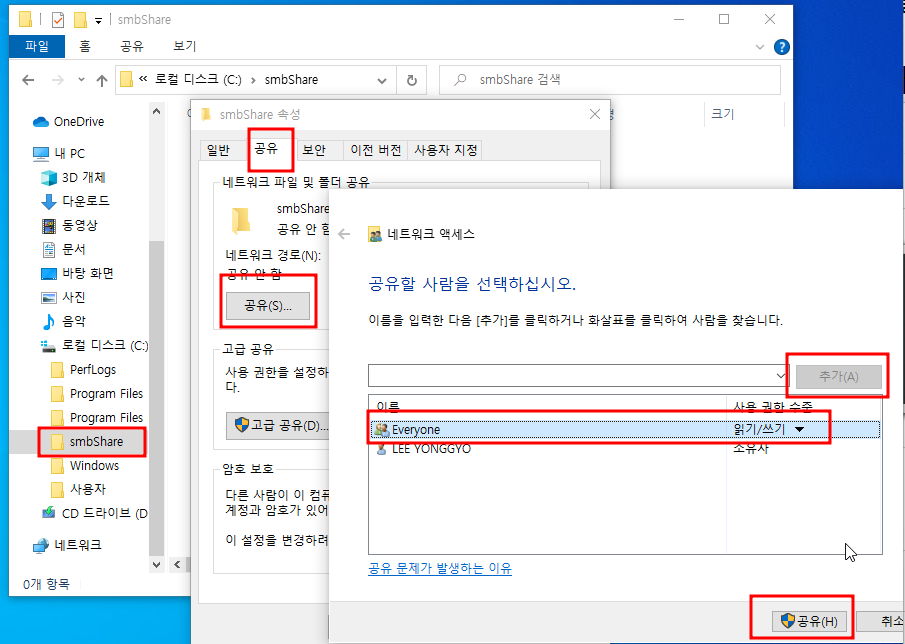 smbShare
파일 홈 공유 보기
« 로컬 디스크 (C:) › smbShare
smbShare 검색
OneDrive
내 PC
3D 개체
다운로드
동영상
문서
바탕 화면
사진
음악
로컬 디스크 (C:)
PerfLogs
Program Files
Program Files
smbShare
Windows
사용자
CD 드라이브 (D
네트워크
0개 항목
크기
smbShare 속성
일반 공유 보안 이전 버전 사용자 지정
네트워크 파일 및 폴더 공유
smbShare
공유 안 함
네트워크 경로(N):
공유 안 함
공유(S)...
고급 공유
사용 권한을 설정하
다.
고급 공유(D)...
암호 보호
다른 사람이 이 컴퓨
계정과 암호가 있어
이 설정을 변경하려
네트워크 액세스
공유할 사람을 선택하십시오.
이름을 입력한 다음 [추가]를 클릭하거나 화살표를 클릭하여 사람을 찾습니다.
추가(A)
이름 사용 권한 수준
Everyone 읽기/쓰기
LEE YONGGYO 소유자
공유 문제가 발생하는 이유
공유(H) 취소